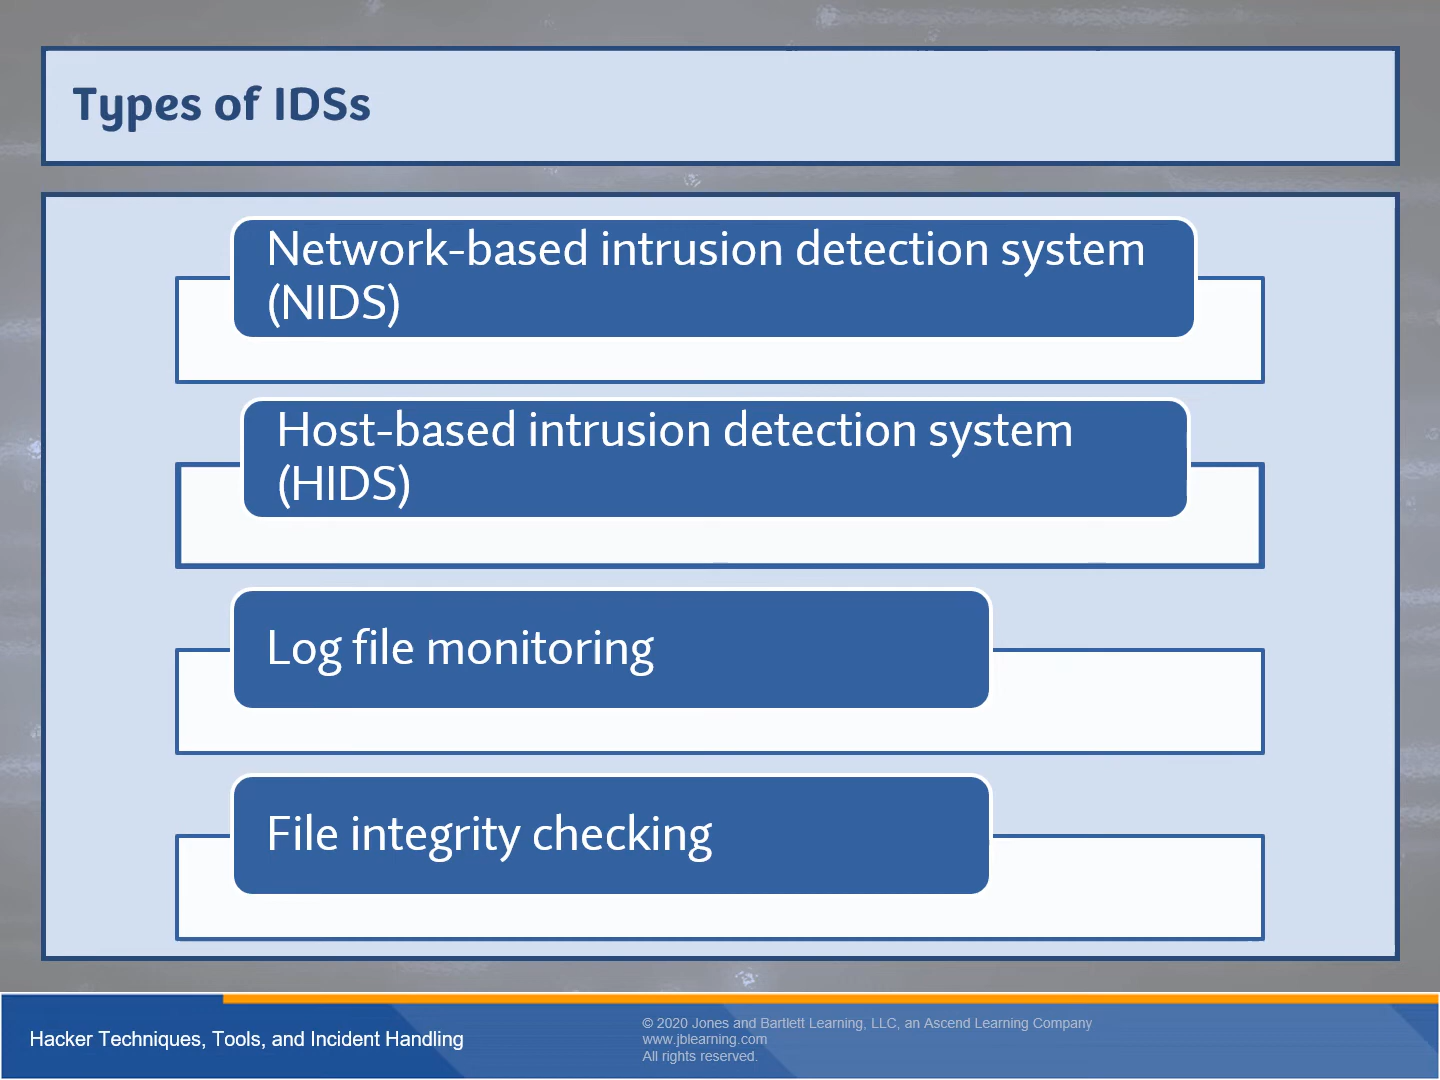 Types of IDSs
Network-based intrusion detection system
(NIDS)
Host-based intrusion detection system
(HIDS)
Log file monitoring
File integrity checking
Hacker Techniques, Tools, and Incident Handling
© 2020 Jones and Bartlett Learning, LLC, an Ascend Learning Company
www.jblearning.com
All rights reserved.